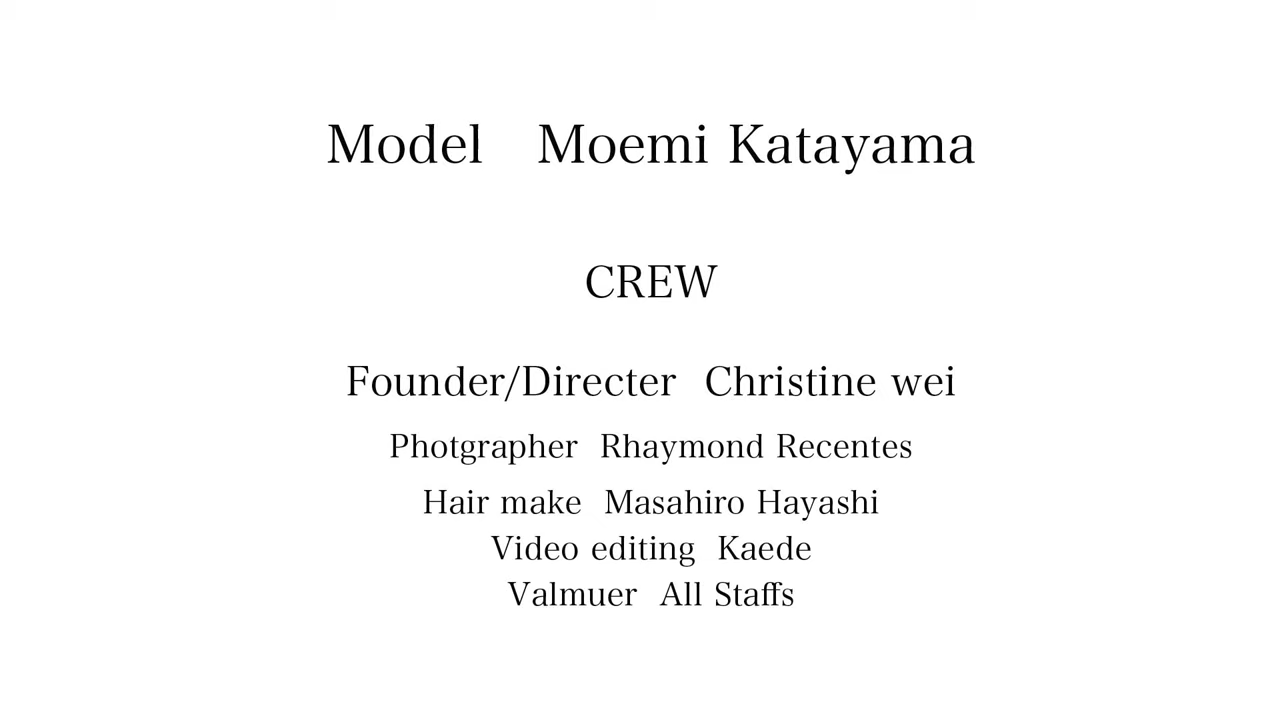 Model Moemi Katayama
CREW
Founder/Directer Christine wei
Photgrapher Rhaymond Recentes
Hair make Masahiro Hayashi
Video editing Kaede
Valmuer All Staffs